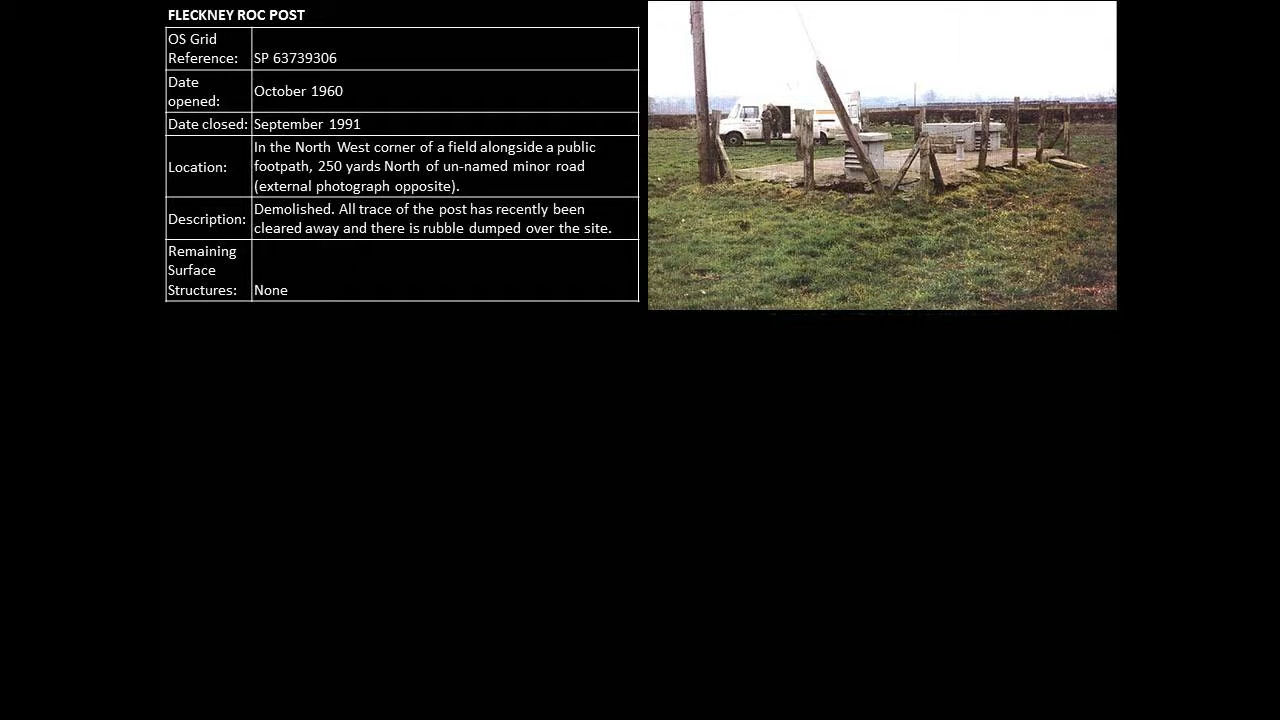 FLECKNEY ROC POST
OS Grid
Reference:
SP 63739306
Date
opened:
October 1960
Date closed:
September 1991
Location:
In the North West corner of a field alongside a public
footpath, 250 yards North of un-named minor road
(external photograph opposite).
Description:
Demolished. All trace of the post has recently been
cleared away and there is rubble dumped over the site.
Remaining
Surface
Structures:
None